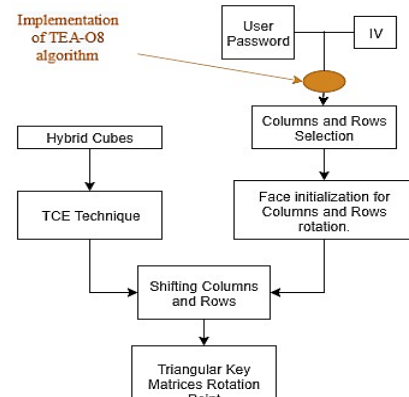 Implementation
of TEA-O8
algorithm
User
Password
IV
Columns and Rows
Selection
Hybrid Cubes
TCE Technique
Face initialization for
Columns and Rows
rotation.
Shifting Columns
and Rows
Triangular Key
Matrices Rotation
Point